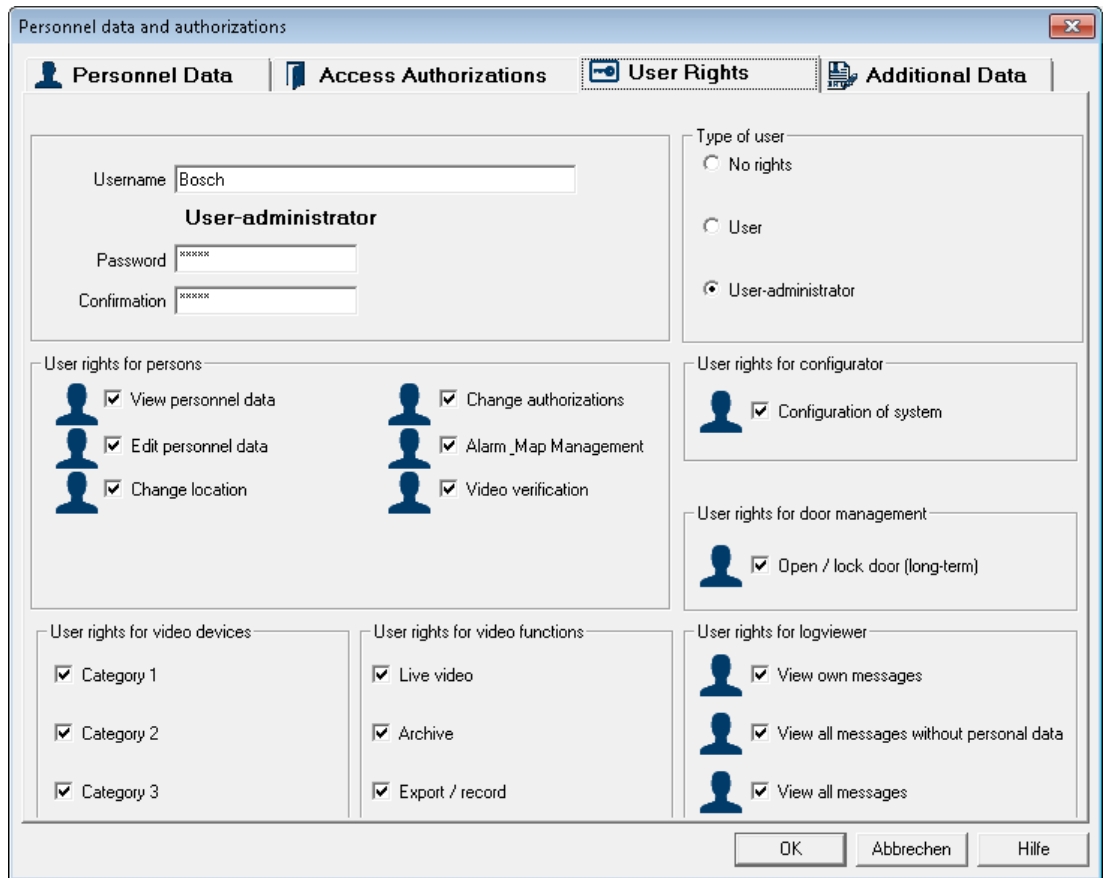 Personnel data and authorizations
Personnel Data
Access Authorizations
User Rights
Additional Data
Username
Bosch
User-administrator
Password
*****
Confirmation
*****
Type of user
No rights
User
User-administrator
User rights for persons
View personnel data
Change authorizations
Edit personnel data
Alarm_Map Management
Change location
Video verification
User rights for configurator
Configuration of system
User rights for door management
Open / lock door (long-term)
User rights for video devices
Category 1
Category 2
Category 3
User rights for video functions
Live video
Archive
Export / record
User rights for logviewer
View own messages
View all messages without personal data
View all messages
OK
Abbrechen
Hilfe